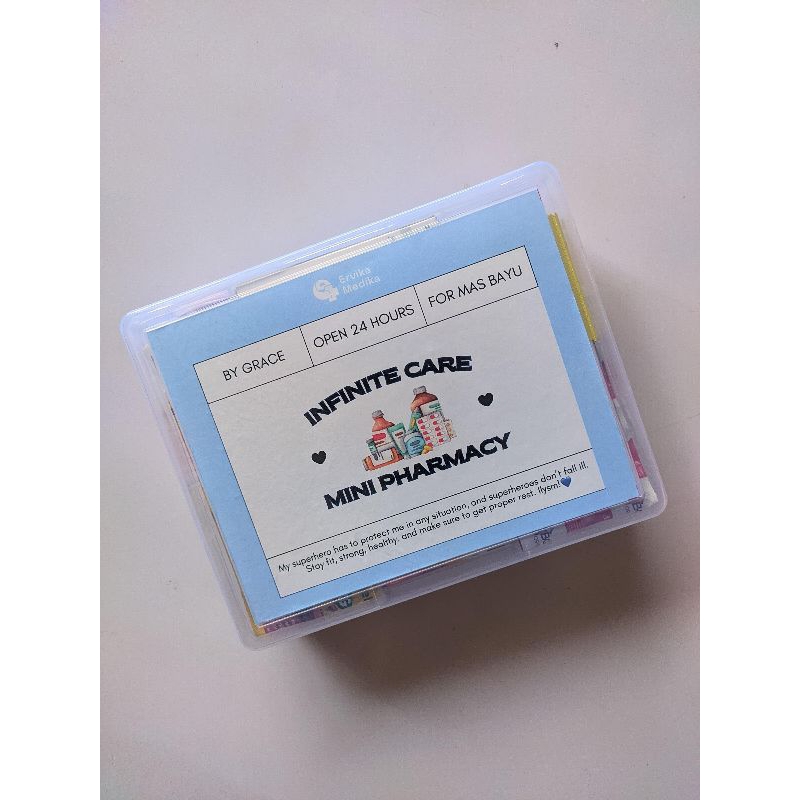 Ervika
Medika
BY GRACE
OPEN 24 HOURS
FOR MAS BAYU
INFINITE CARE
MINI PHARMACY
My superhero has to protect me in any situation, and superheroes don't fall ill.
Stay fit, strong, healthy. and make sure to get proper rest. Ilysm!💙